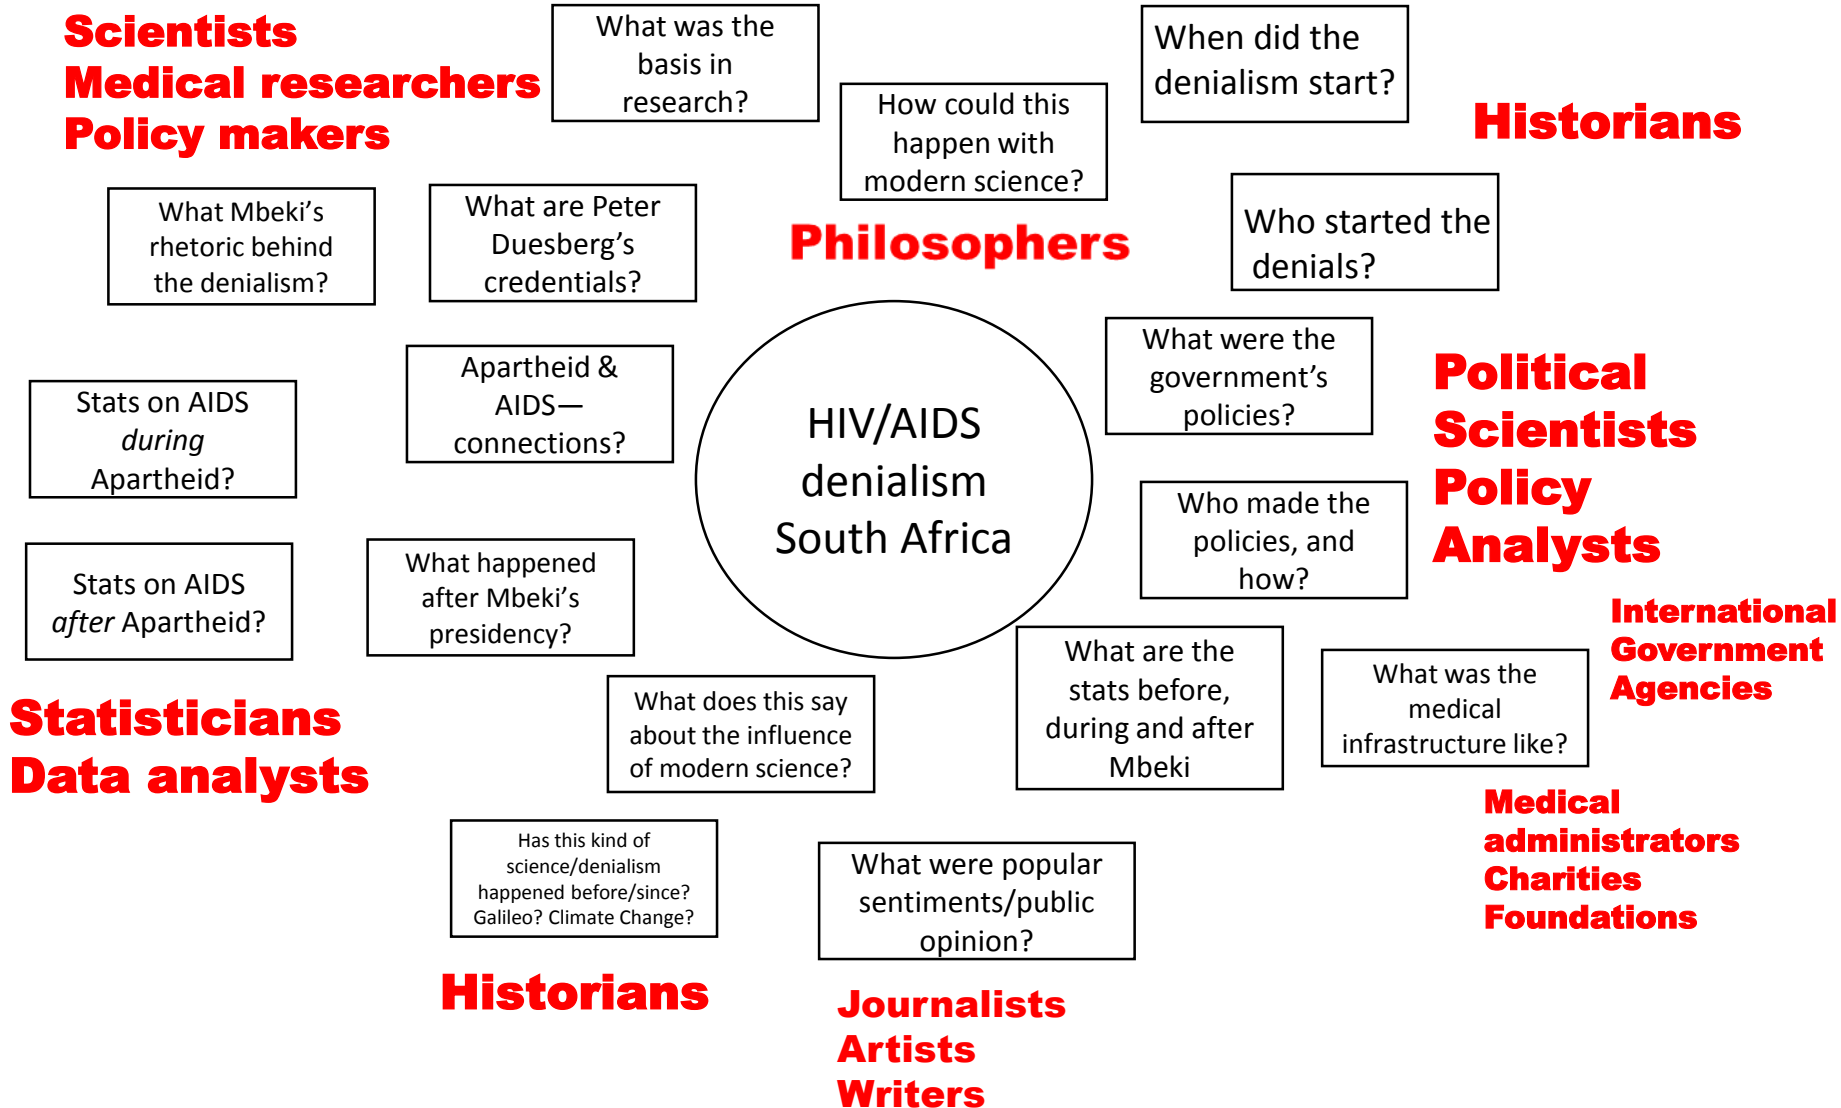 Scientists
Medical researchers
Policy makers
What was the
basis in
research?
How could this
happen with
modern science?
When did the
denialism start?
Historians
What Mbeki's
rhetoric behind
the denialism?
What are Peter
Duesberg's
credentials?
Philosophers
Who started the
denials?
Apartheid &
AIDS—
connections?
What were the
government's
policies?
Stats on AIDS
during
Apartheid?
HIV/AIDS
denialism
South Africa
Political
Scientists
Policy
Analysts
Who made the
policies, and
how?
Stats on AIDS
after Apartheid?
What happened
after Mbeki's
presidency?
International
Government
Agencies
What are the
stats before,
during and after
Mbeki
What was the
medical
infrastructure like?
Statisticians
Data analysts
What does this say
about the influence
of modern science?
Medical
administrators
Charities
Foundations
Has this kind of
science/denialism
happened before/since?
Galileo? Climate Change?
What were popular
sentiments/public
opinion?
Historians
Journalists
Artists
Writers